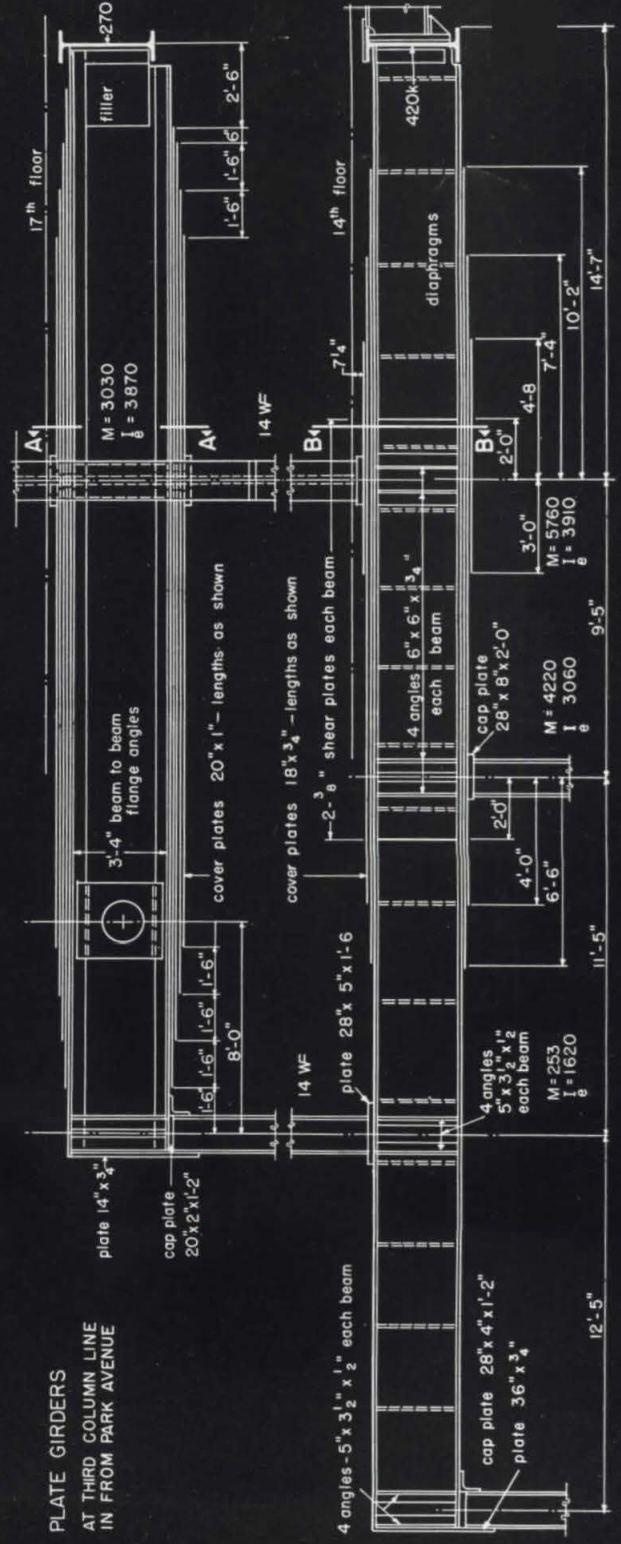 PLATE GIRDERS
AT THIRD COLUMN LINE
IN FROM PARK AVENUE
17th floor
270
filler
2'-6"
6"
1'-6"
1'-6"
A
M = 3030
I = 3870
e
A
3'-4" beam to beam
flange angles
14 WF
plate 14" x 3/4"
cap plate
20"x2"x1'-2"
1'-6"
1'-6"
1'-6"
1'-6"
8'-0"
cover plates 20" x 1" – lengths as shown
14 WF
cover plates 18" x 3/4" – lengths as shown
2-3/8" shear plates each beam
plate 28" x 5" x 1'-6
7 1/4"
14th floor
420k
B
B
diaphragms
4 angles 6" x 6" x 3/4"
each beam
4 angles - 5" x 3 1/2" x 1/2" each beam
4 angles
5" x 3 1/2" x 1/2"
each beam
cap plate 28" x 4" x 1'-2"
plate 36" x 3/4"
M = 253
I = 1620
e
2'-0"
4'-0"
6'-6"
cap plate
28" x 8" x 2'-0"
M = 4220
I 3060
e
3'-0"
M = 5760
I = 3910
e
2'-0"
4'-8
7'-4"
10'-2"
12'-5"
11'-5"
9'-5"
14'-7"